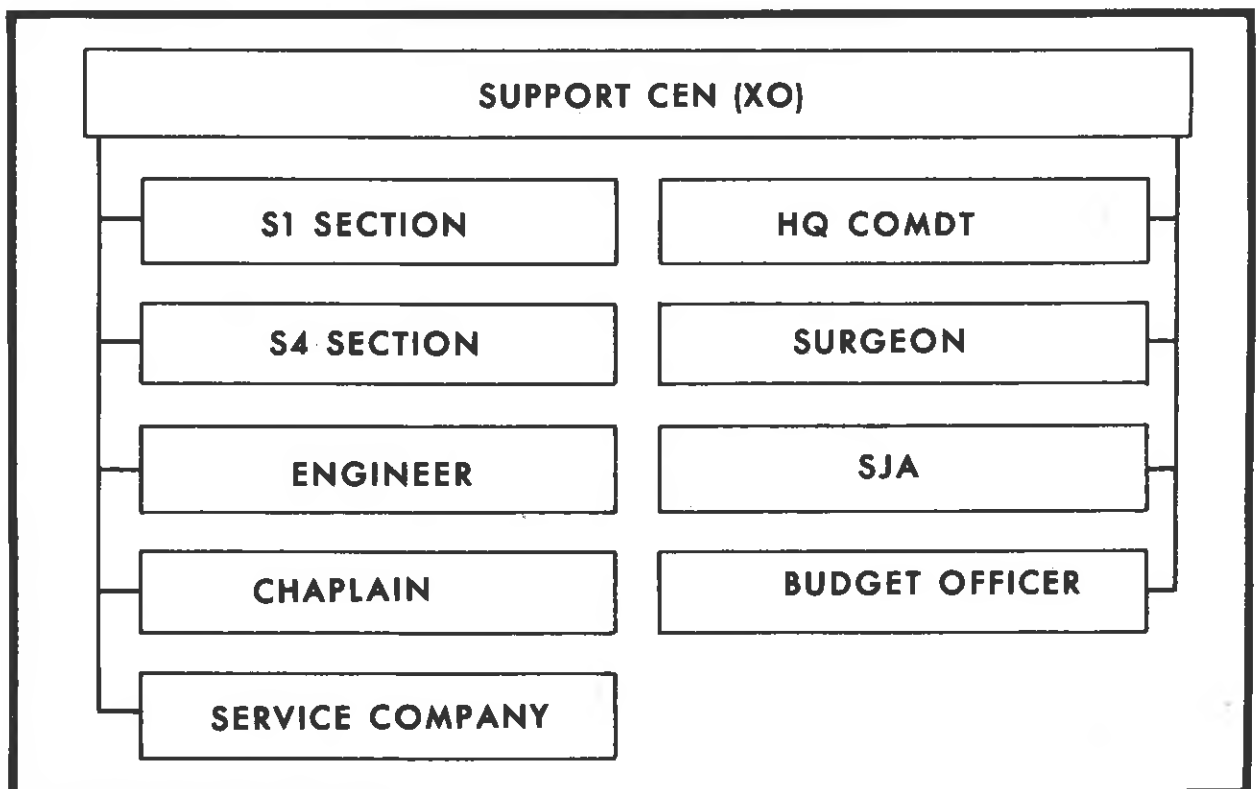 SUPPORT CEN (XO)
S1 SECTION
HQ COMDT
S4 SECTION
SURGEON
ENGINEER
SJA
CHAPLAIN
BUDGET OFFICER
SERVICE COMPANY